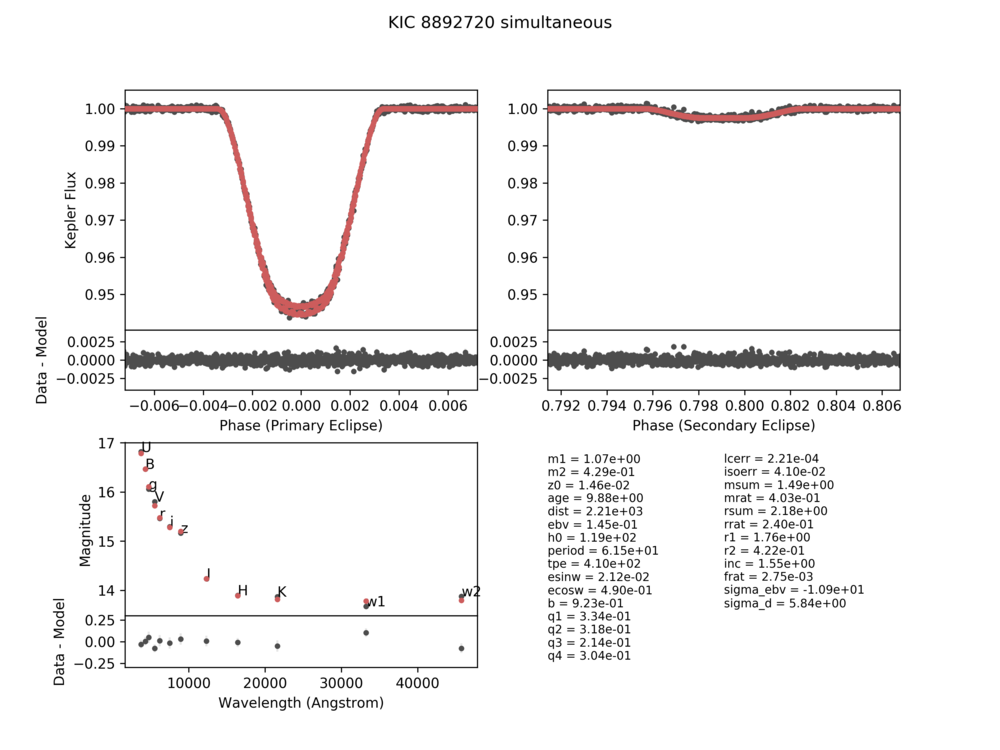 KIC 8892720 simultaneous
1.00
0.99
0.98
0.97
0.96
0.95
Kepler Flux
0.0025
0.0000
−0.0025
Data - Model
−0.006 −0.004 −0.002 0.000 0.002 0.004 0.006
Phase (Primary Eclipse)
1.00
0.99
0.98
0.97
0.96
0.95
0.0025
0.0000
−0.0025
0.792 0.794 0.796 0.798 0.800 0.802 0.804 0.806
Phase (Secondary Eclipse)
17
16
15
14
Magnitude
U
B
g
V
r
i
z
J
H
K
w1
w2
0.25
0.00
−0.25
Data - Model
10000 20000 30000 40000
Wavelength (Angstrom)
m1 = 1.07e+00
m2 = 4.29e-01
z0 = 1.46e-02
age = 9.88e+00
dist = 2.21e+03
ebv = 1.45e-01
h0 = 1.19e+02
period = 6.15e+01
tpe = 4.10e+02
esinw = 2.12e-02
ecosw = 4.90e-01
b = 9.23e-01
q1 = 3.34e-01
q2 = 3.18e-01
q3 = 2.14e-01
q4 = 3.04e-01
lcerr = 2.21e-04
isoerr = 4.10e-02
msum = 1.49e+00
mrat = 4.03e-01
rsum = 2.18e+00
rrat = 2.40e-01
r1 = 1.76e+00
r2 = 4.22e-01
inc = 1.55e+00
frat = 2.75e-03
sigma_ebv = -1.09e+01
sigma_d = 5.84e+00